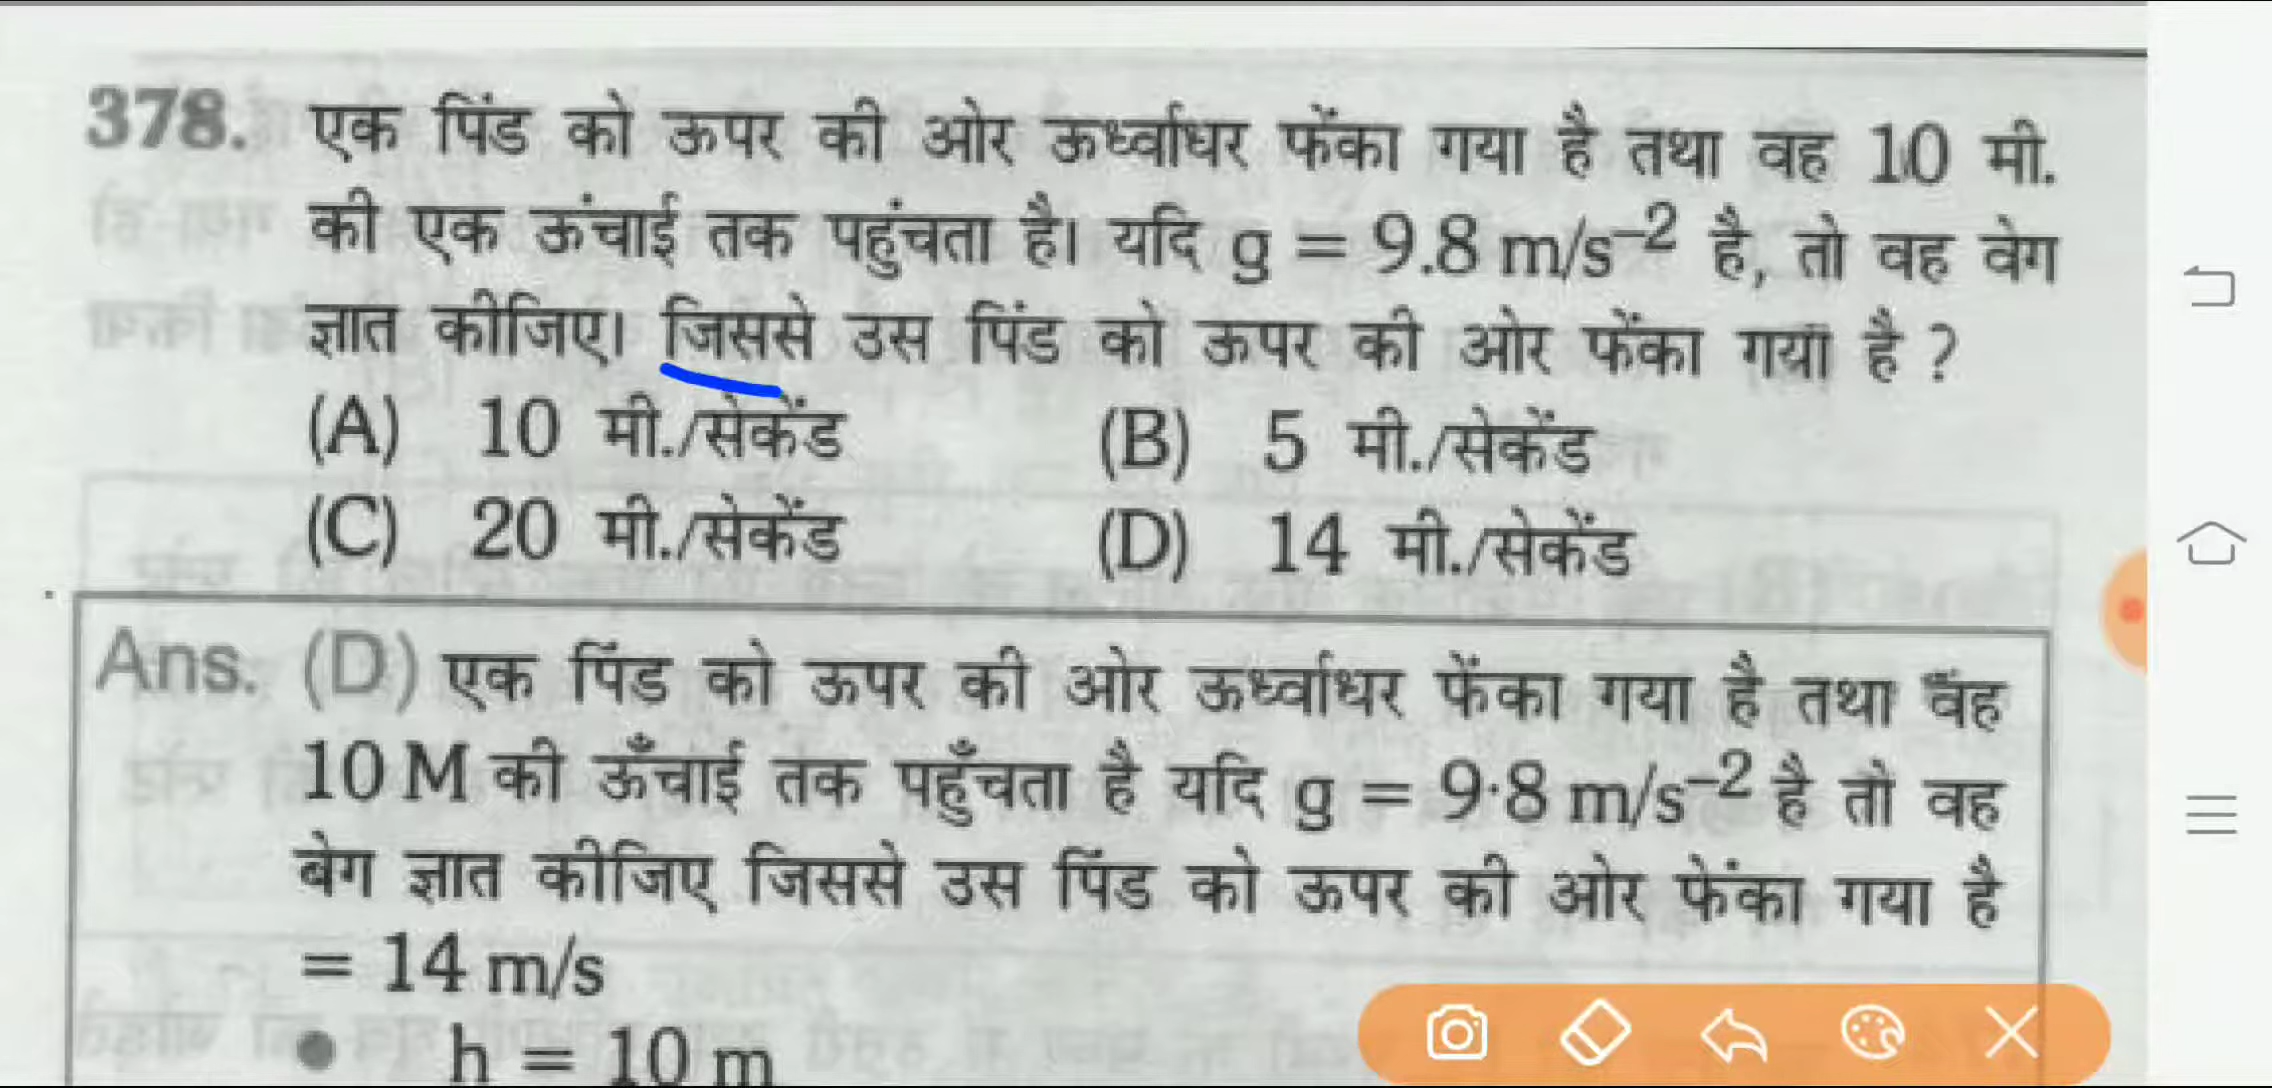 378. एक पिंड को ऊपर की ओर ऊर्ध्वाधर फेंका गया है तथा वह 10 मी.
की एक ऊंचाई तक पहुंचता है। यदि g = 9.8 m/s⁻² है, तो वह वेग
ज्ञात कीजिए। जिससे उस पिंड को ऊपर की ओर फेंका गया है ?
(A) 10 मी./सेकेंड (B) 5 मी./सेकेंड
(C) 20 मी./सेकेंड (D) 14 मी./सेकेंड
Ans. (D) एक पिंड को ऊपर की ओर ऊर्ध्वाधर फेंका गया है तथा वह
10 M की ऊँचाई तक पहुँचता है यदि g = 9·8 m/s⁻² है तो वह
बेग ज्ञात कीजिए जिससे उस पिंड को ऊपर की ओर फेंका गया है
= 14 m/s
• h = 10 m